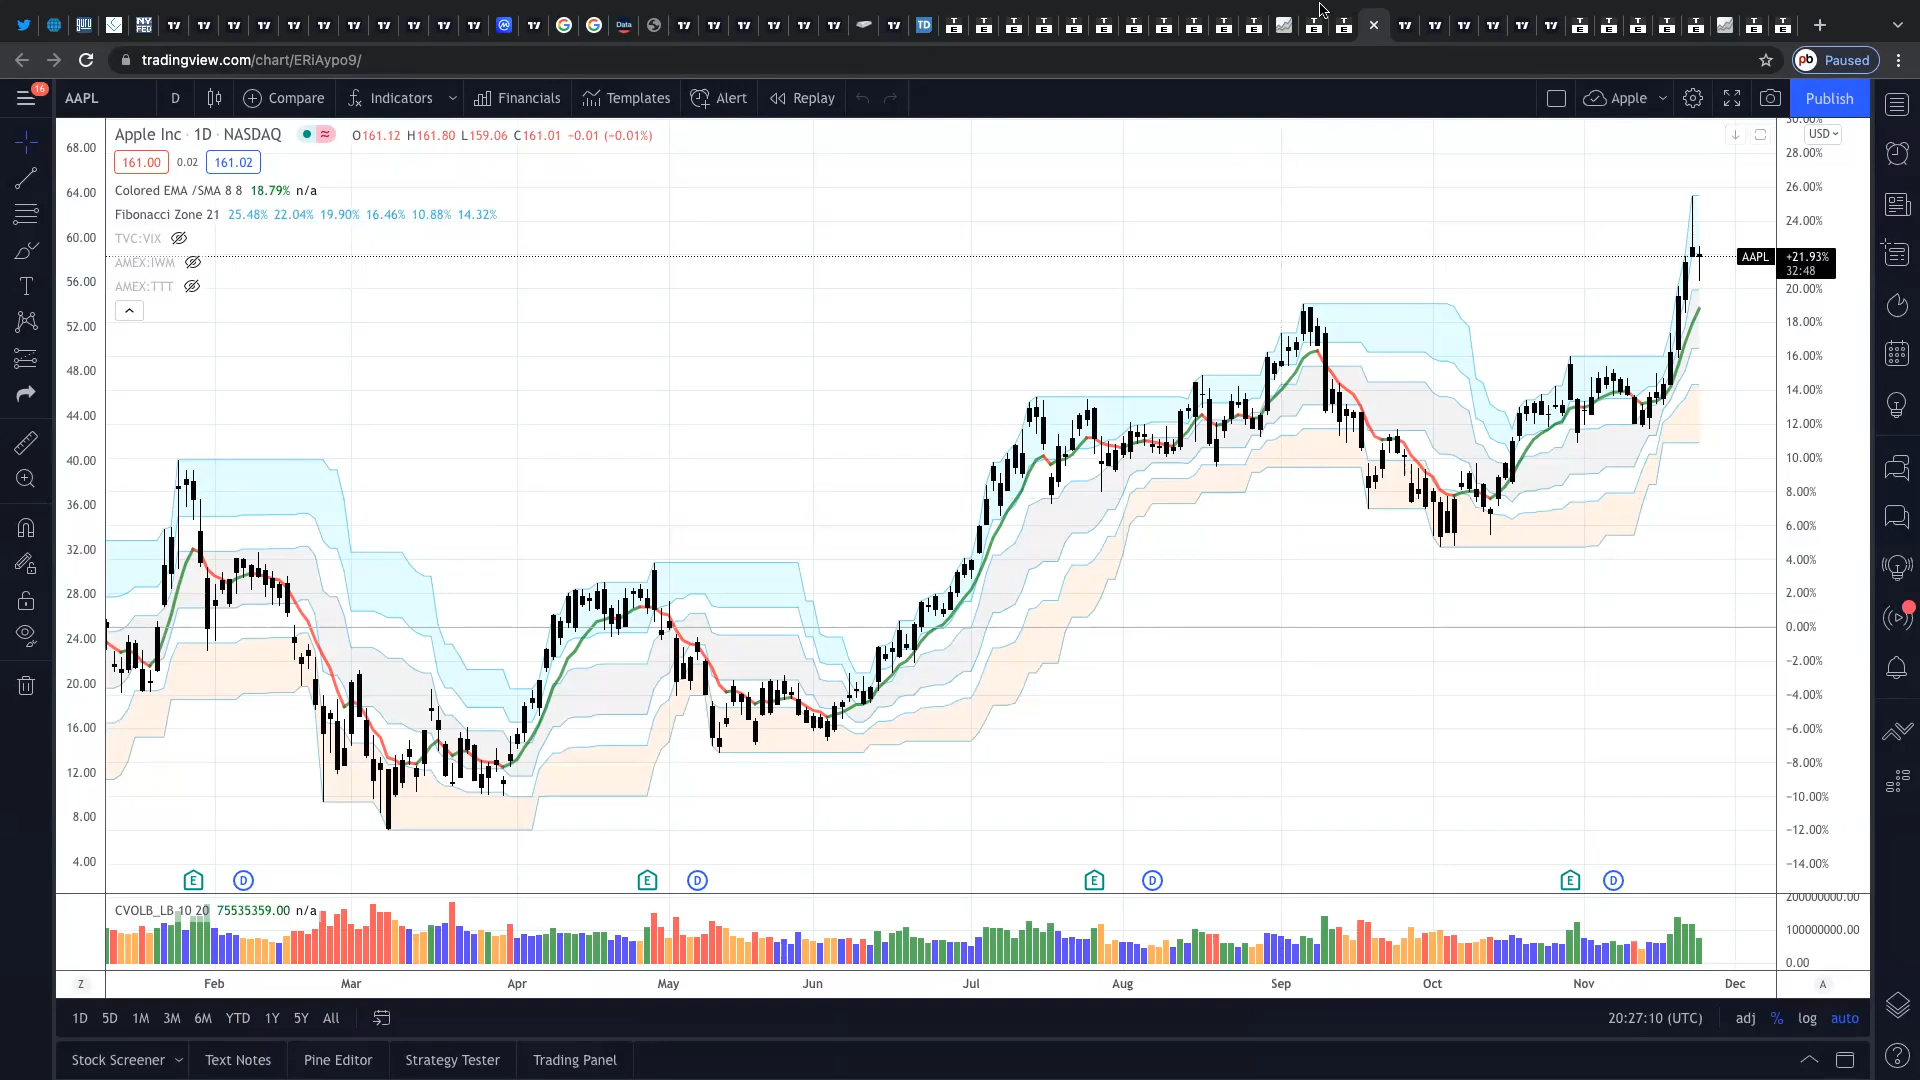 guru
NY FED
Data
TD
tradingview.com/chart/ERiAypo9/
pb Paused
16
AAPL D Compare Indicators Financials Templates Alert Replay Apple Publish
Apple Inc · 1D · NASDAQ ≈ O161.12 H161.80 L159.06 C161.01 −0.01 (−0.01%)
161.00 0.02 161.02
Colored EMA /SMA 8 8 18.79% n/a
Fibonacci Zone 21 25.48% 22.04% 19.90% 16.46% 10.88% 14.32%
TVC:VIX
AMEX:IWM
AMEX:TTT
68.00
64.00
60.00
56.00
52.00
48.00
44.00
40.00
36.00
32.00
28.00
24.00
20.00
16.00
12.00
8.00
4.00
USD
30.00%
28.00%
26.00%
24.00%
AAPL +21.93%
32:48
20.00%
18.00%
16.00%
14.00%
12.00%
10.00%
8.00%
6.00%
4.00%
2.00%
0.00%
−2.00%
−4.00%
−6.00%
−8.00%
−10.00%
−12.00%
−14.00%
E D E D E D E D
CVOLB_LB 10 20 75535359.00 n/a
200000000.00
100000000.00
0.00
Z Feb Mar Apr May Jun Jul Aug Sep Oct Nov Dec A
1D 5D 1M 3M 6M YTD 1Y 5Y All 20:27:10 (UTC) adj % log auto
Stock Screener Text Notes Pine Editor Strategy Tester Trading Panel